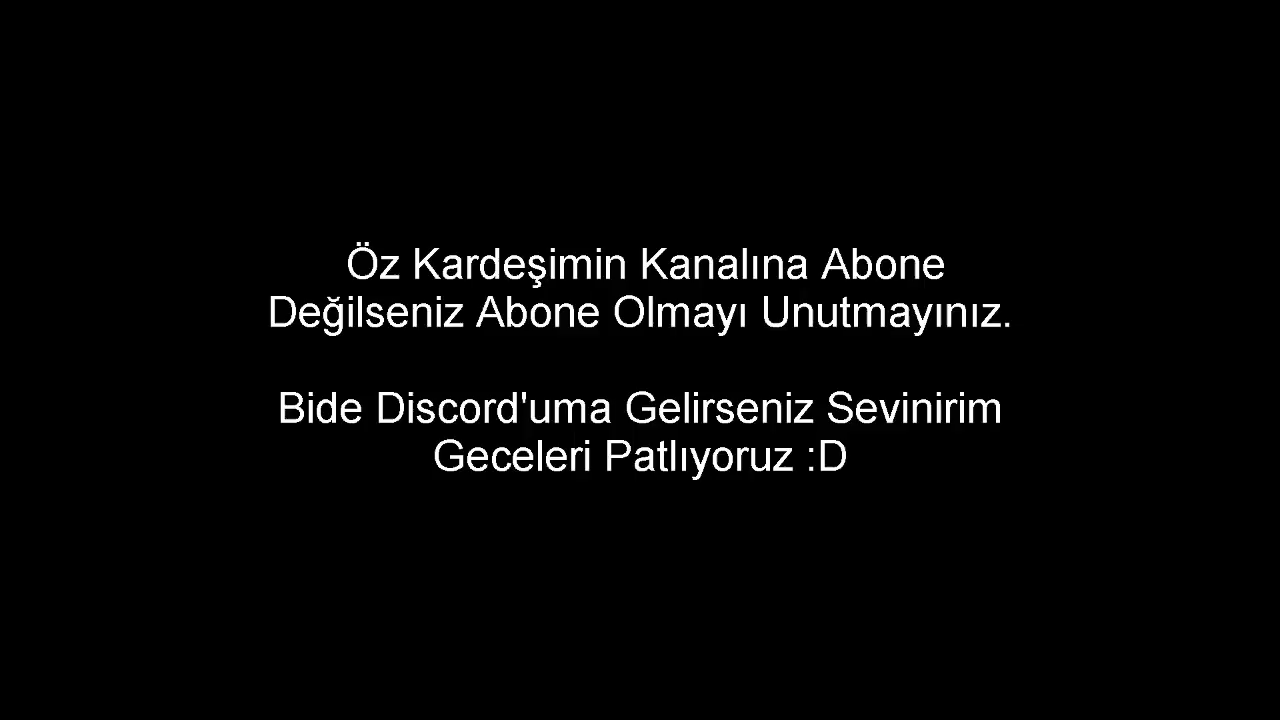 Öz Kardeşimin Kanalına Abone
Değilseniz Abone Olmayı Unutmayınız.
Bide Discord'uma Gelirseniz Sevinirim
Geceleri Patlıyoruz :D